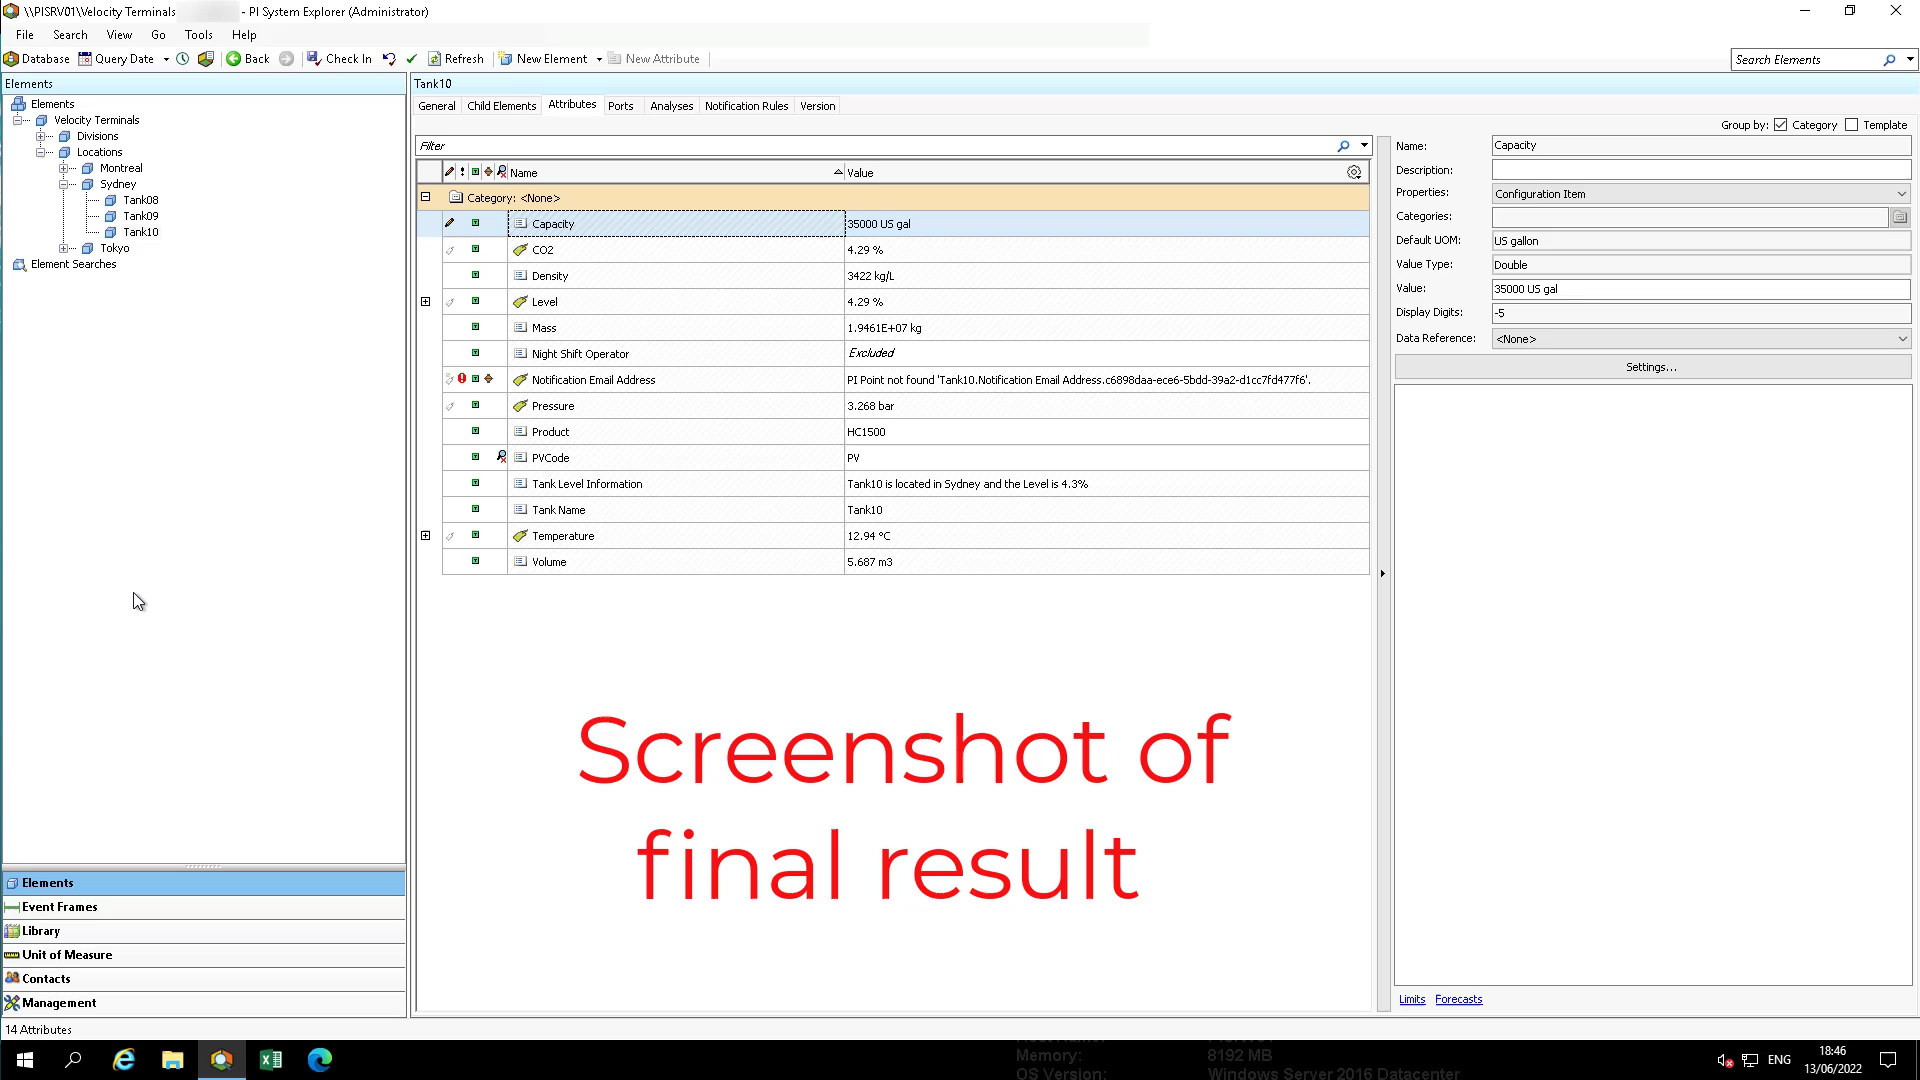 \\PISRV01\Velocity Terminals - PI System Explorer (Administrator)
File Search View Go Tools Help
Database Query Date Back Check In Refresh New Element New Attribute
Search Elements
Elements
Elements
Velocity Terminals
Divisions
Locations
Montreal
Sydney
Tank08
Tank09
Tank10
Tokyo
Element Searches
Tank10
General Child Elements Attributes Ports Analyses Notification Rules Version
Group by: Category Template
Filter
Name Value
Category: <None>
Capacity 35000 US gal
CO2 4.29 %
Density 3422 kg/L
Level 4.29 %
Mass 1.9461E+07 kg
Night Shift Operator Excluded
Notification Email Address PI Point not found 'Tank10.Notification Email Address.c6898daa-ece6-5bdd-39a2-d1cc7fd477f6'.
Pressure 3.268 bar
Product HC1500
PVCode PV
Tank Level Information Tank10 is located in Sydney and the Level is 4.3%
Tank Name Tank10
Temperature 12.94 °C
Volume 5.687 m3
Name: Capacity
Description:
Properties: Configuration Item
Categories:
Default UOM: US gallon
Value Type: Double
Value: 35000 US gal
Display Digits: -5
Data Reference: <None>
Settings...
Limits Forecasts
Screenshot of
final result
Elements
Event Frames
Library
Unit of Measure
Contacts
Management
14 Attributes
Memory: 8192 MB
OS Version: Windows Server 2016 Datacenter
ENG
18:46
13/06/2022